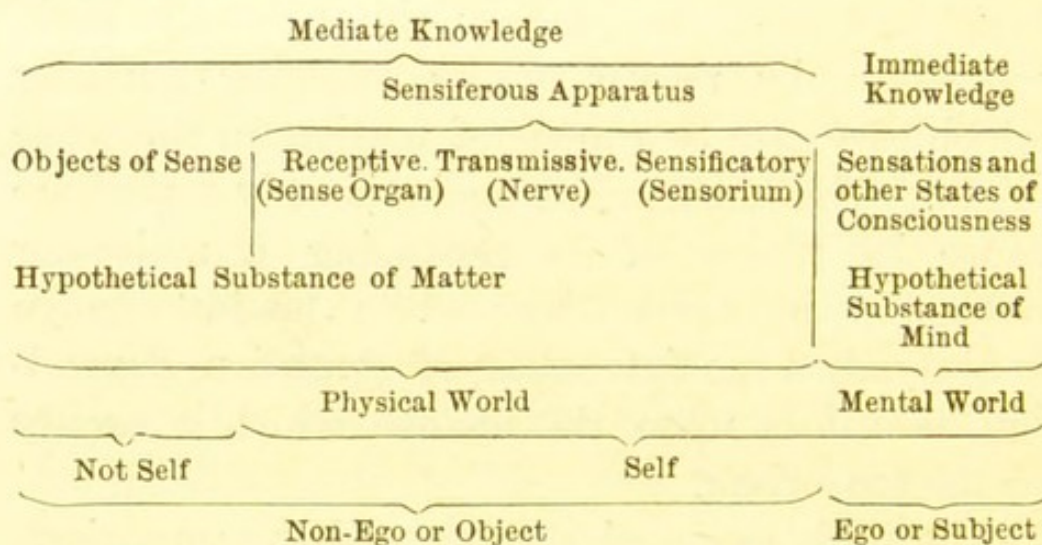 Mediate Knowledge
Immediate
Knowledge
Sensiferous Apparatus
Objects of Sense Receptive. Transmissive. Sensificatory Sensations and
(Sense Organ) (Nerve) (Sensorium) other States of
Consciousness
Hypothetical Substance of Matter Hypothetical
Substance of
Mind
Physical World Mental World
Not Self Self
Non-Ego or Object Ego or Subject